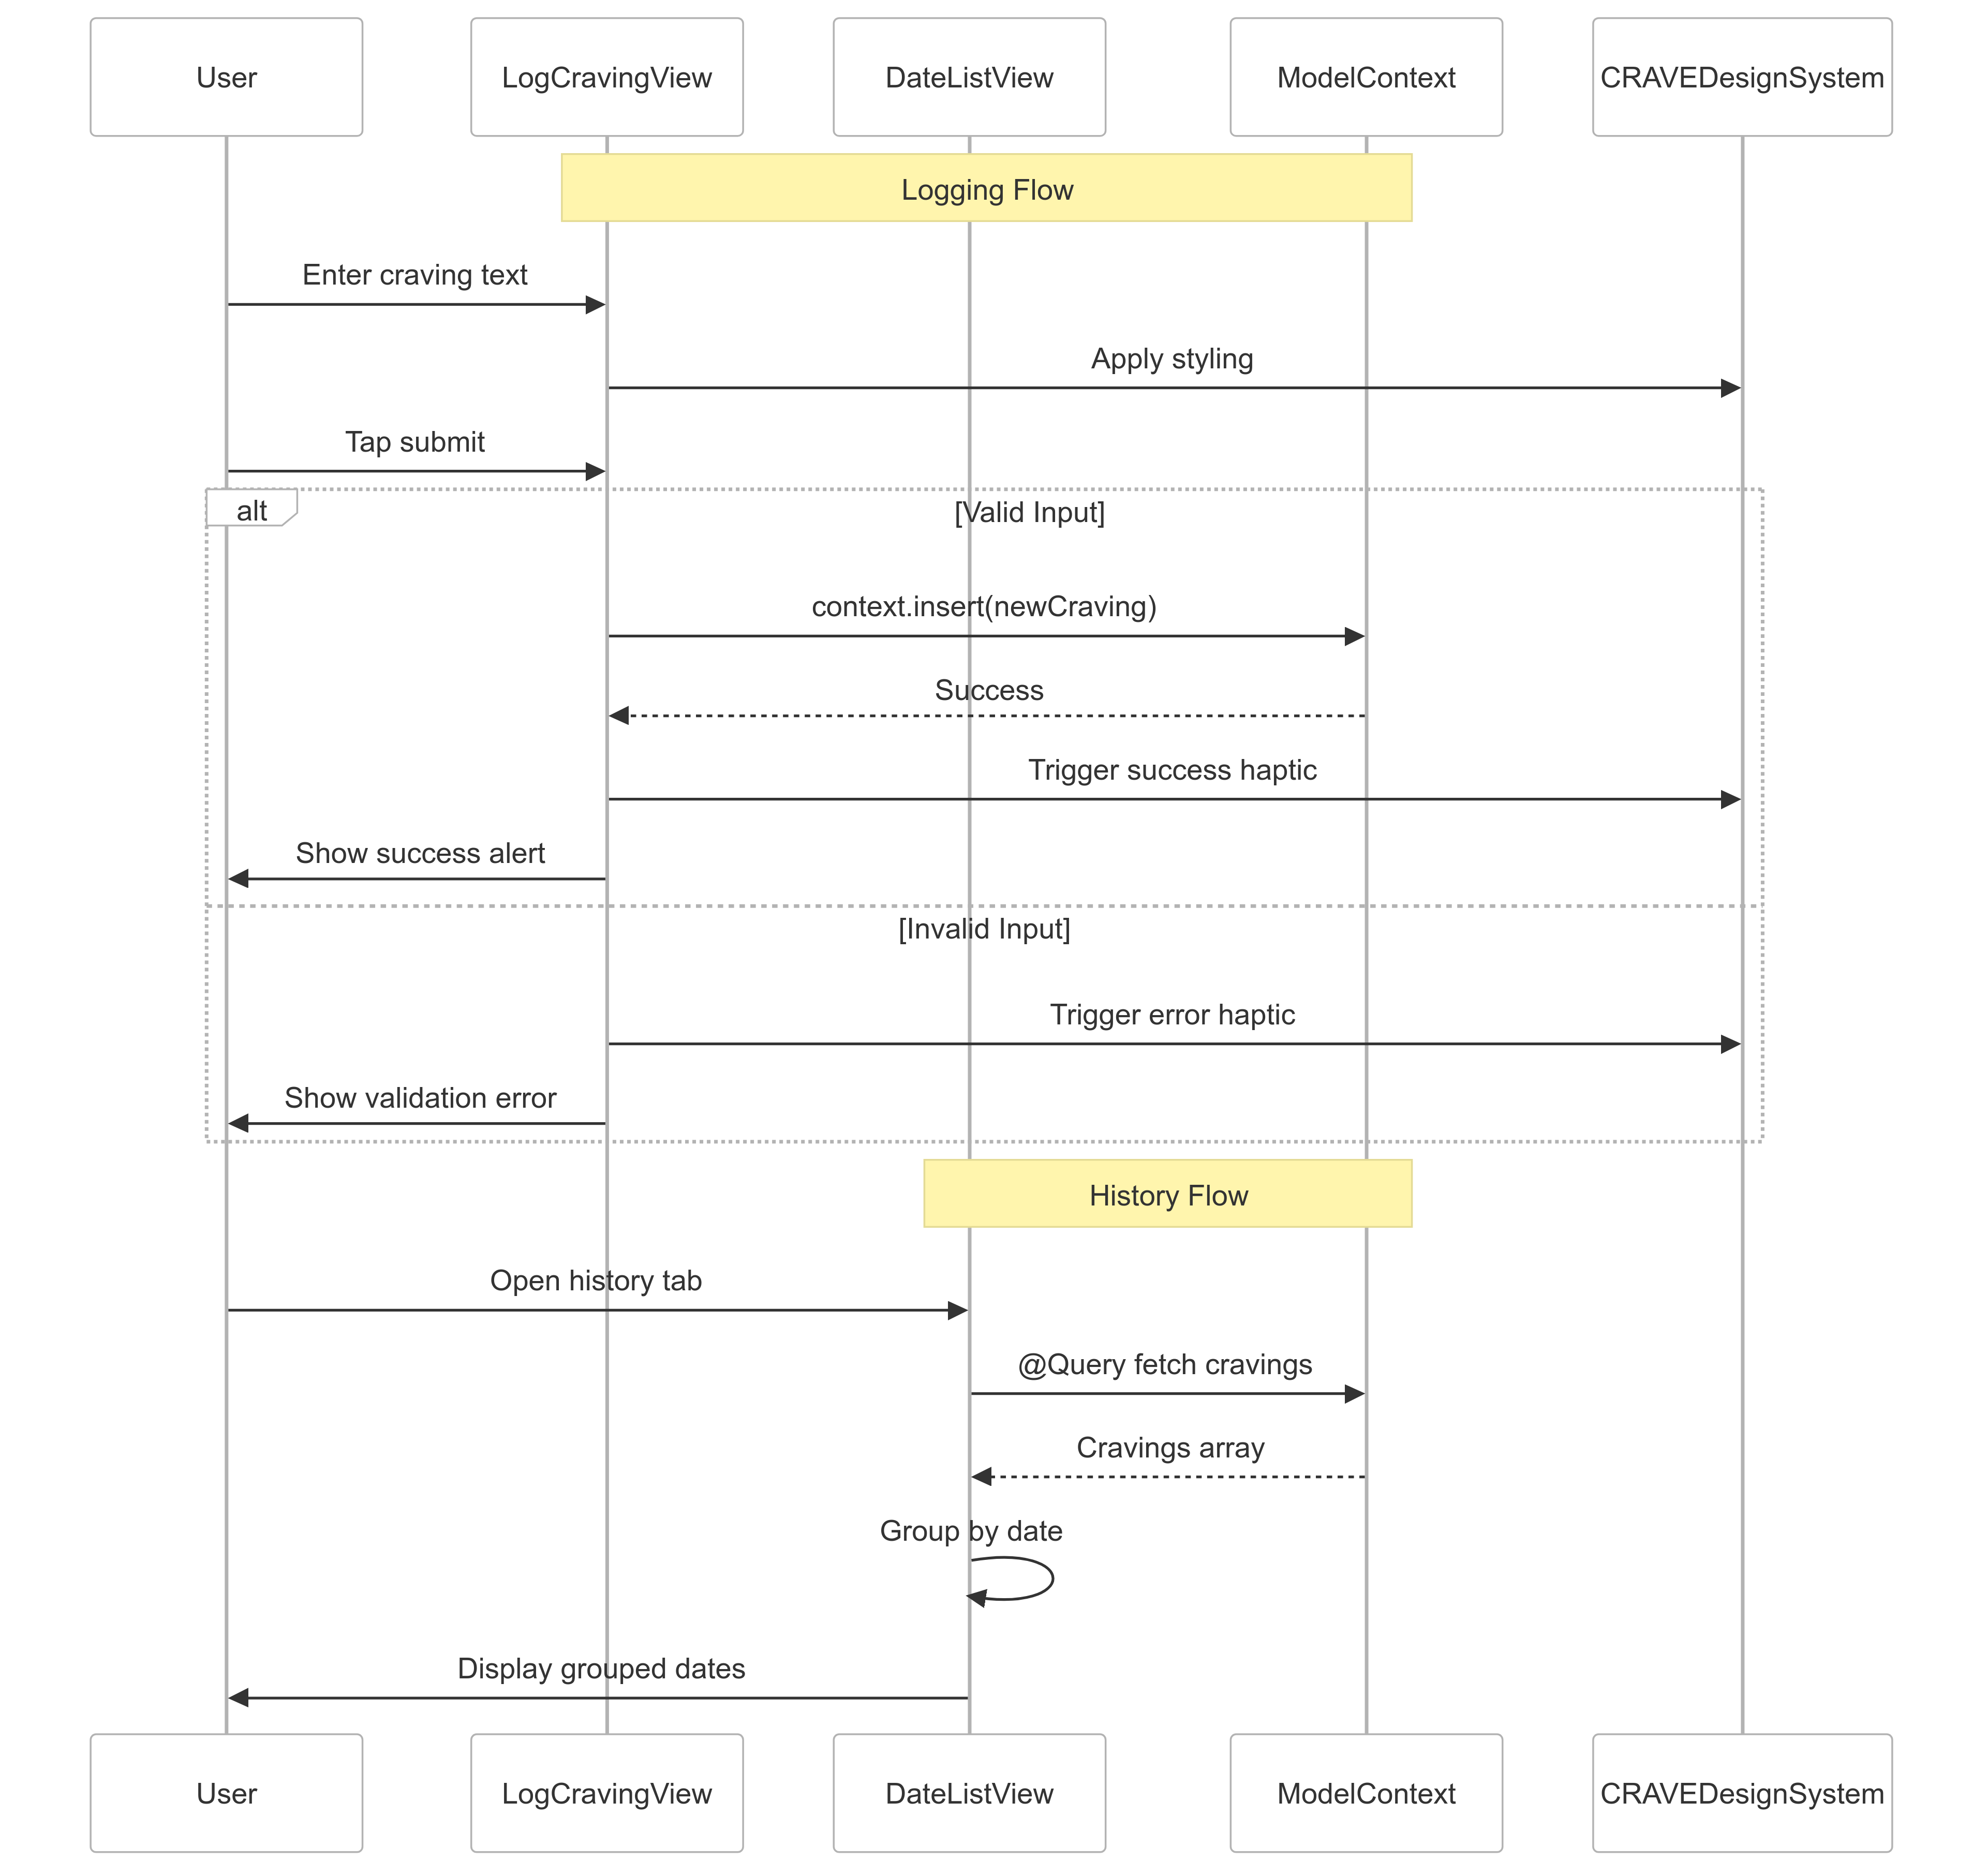 User
LogCravingView
DateListView
ModelContext
CRAVEDesignSystem
Logging Flow
Enter craving text
Apply styling
Tap submit
alt
[Valid Input]
context.insert(newCraving)
Success
Trigger success haptic
Show success alert
[Invalid Input]
Trigger error haptic
Show validation error
History Flow
Open history tab
@Query fetch cravings
Cravings array
Group by date
Display grouped dates
User
LogCravingView
DateListView
ModelContext
CRAVEDesignSystem